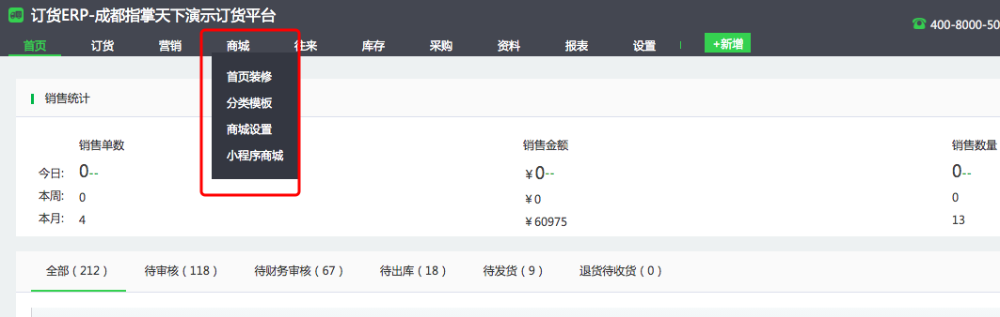 订货ERP-成都指掌天下演示订货平台
400-8000-50
首页 订货 营销 商城 往来 库存 采购 资料 报表 设置 +新增
首页装修
分类模板
商城设置
小程序商城
销售统计
销售单数 销售金额 销售数量
今日: 0-- ¥0-- 0--
本周: 0 ¥0 0
本月: 4 ¥60975 13
全部（212） 待审核（118） 待财务审核（67） 待出库（18） 待发货（9） 退货待收货（0）